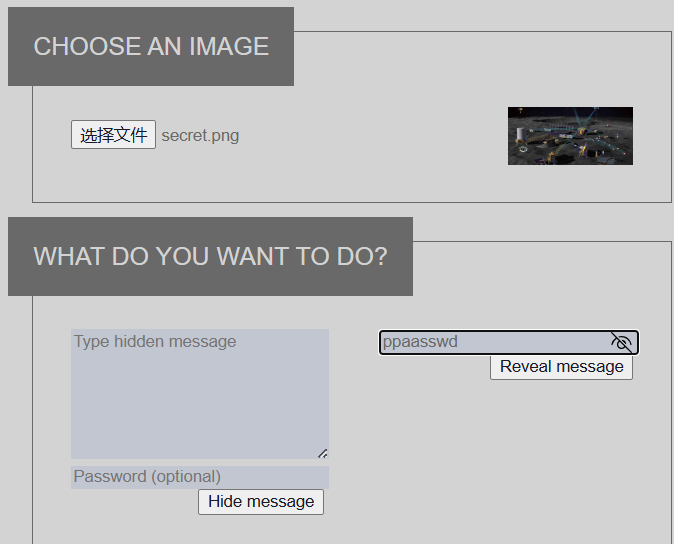 CHOOSE AN IMAGE
选择文件 secret.png
WHAT DO YOU WANT TO DO?
Type hidden message
Password (optional)
Hide message
ppaasswd
Reveal message